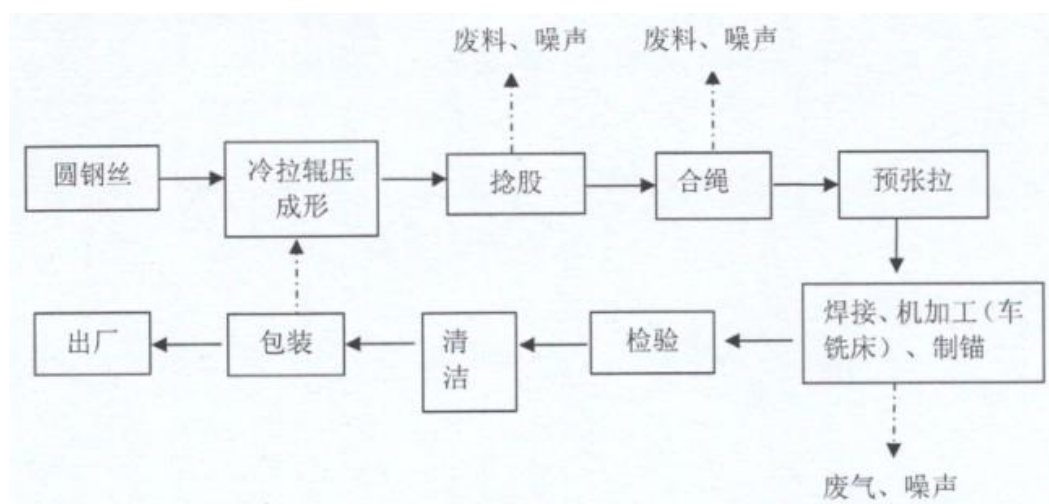 废料、噪声
废料、噪声
圆钢丝
冷拉辊压
成形
捻股
合绳
预张拉
焊接、机加工（车
铣床）、制锚
检验
清
洁
包装
出厂
废气、噪声